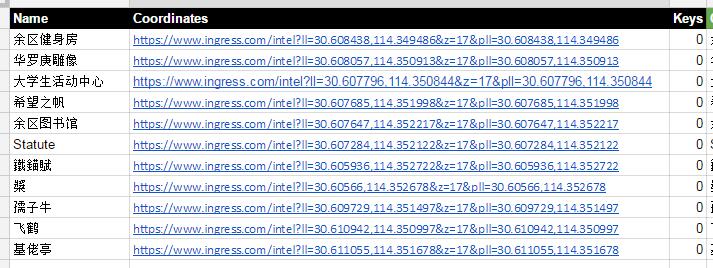 Name Coordinates Keys
余区健身房 https://www.ingress.com/intel?ll=30.608438,114.349486&z=17&pll=30.608438,114.349486 0
华罗庚雕像 https://www.ingress.com/intel?ll=30.608057,114.350913&z=17&pll=30.608057,114.350913 0
大学生活动中心 https://www.ingress.com/intel?ll=30.607796,114.350844&z=17&pll=30.607796,114.350844 0
希望之帆 https://www.ingress.com/intel?ll=30.607685,114.351998&z=17&pll=30.607685,114.351998 0
余区图书馆 https://www.ingress.com/intel?ll=30.607647,114.352217&z=17&pll=30.607647,114.352217 0
Statute https://www.ingress.com/intel?ll=30.607284,114.352122&z=17&pll=30.607284,114.352122 0
鐵錨賦 https://www.ingress.com/intel?ll=30.605936,114.352722&z=17&pll=30.605936,114.352722 0
槳 https://www.ingress.com/intel?ll=30.60566,114.352678&z=17&pll=30.60566,114.352678 0
孺子牛 https://www.ingress.com/intel?ll=30.609729,114.351497&z=17&pll=30.609729,114.351497 0
飞鹤 https://www.ingress.com/intel?ll=30.610942,114.350997&z=17&pll=30.610942,114.350997 0
基佬亭 https://www.ingress.com/intel?ll=30.611055,114.351678&z=17&pll=30.611055,114.351678 0